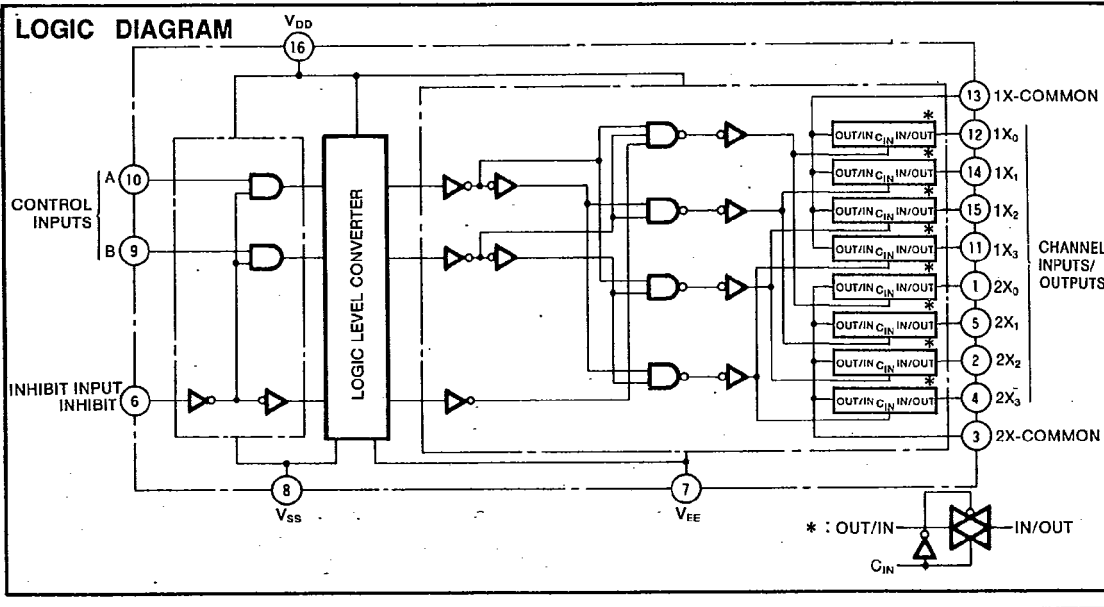 LOGIC DIAGRAM
VDD
16
13 1X-COMMON
*
OUT/IN CIN IN/OUT 12 1X0
*
A 10
OUT/IN CIN IN/OUT 14 1X1
*
CONTROL
INPUTS
OUT/IN CIN IN/OUT 15 1X2
*
B 9
OUT/IN CIN IN/OUT 11 1X3
*
CHANNEL
INPUTS/
OUTPUTS
LOGIC LEVEL CONVERTER
OUT/IN CIN IN/OUT 1 2X0
*
OUT/IN CIN IN/OUT 5 2X1
*
OUT/IN CIN IN/OUT 2 2X2
*
INHIBIT INPUT
INHIBIT
6
OUT/IN CIN IN/OUT 4 2X3
3 2X-COMMON
8
VSS
7
VEE
* : OUT/IN IN/OUT
CIN